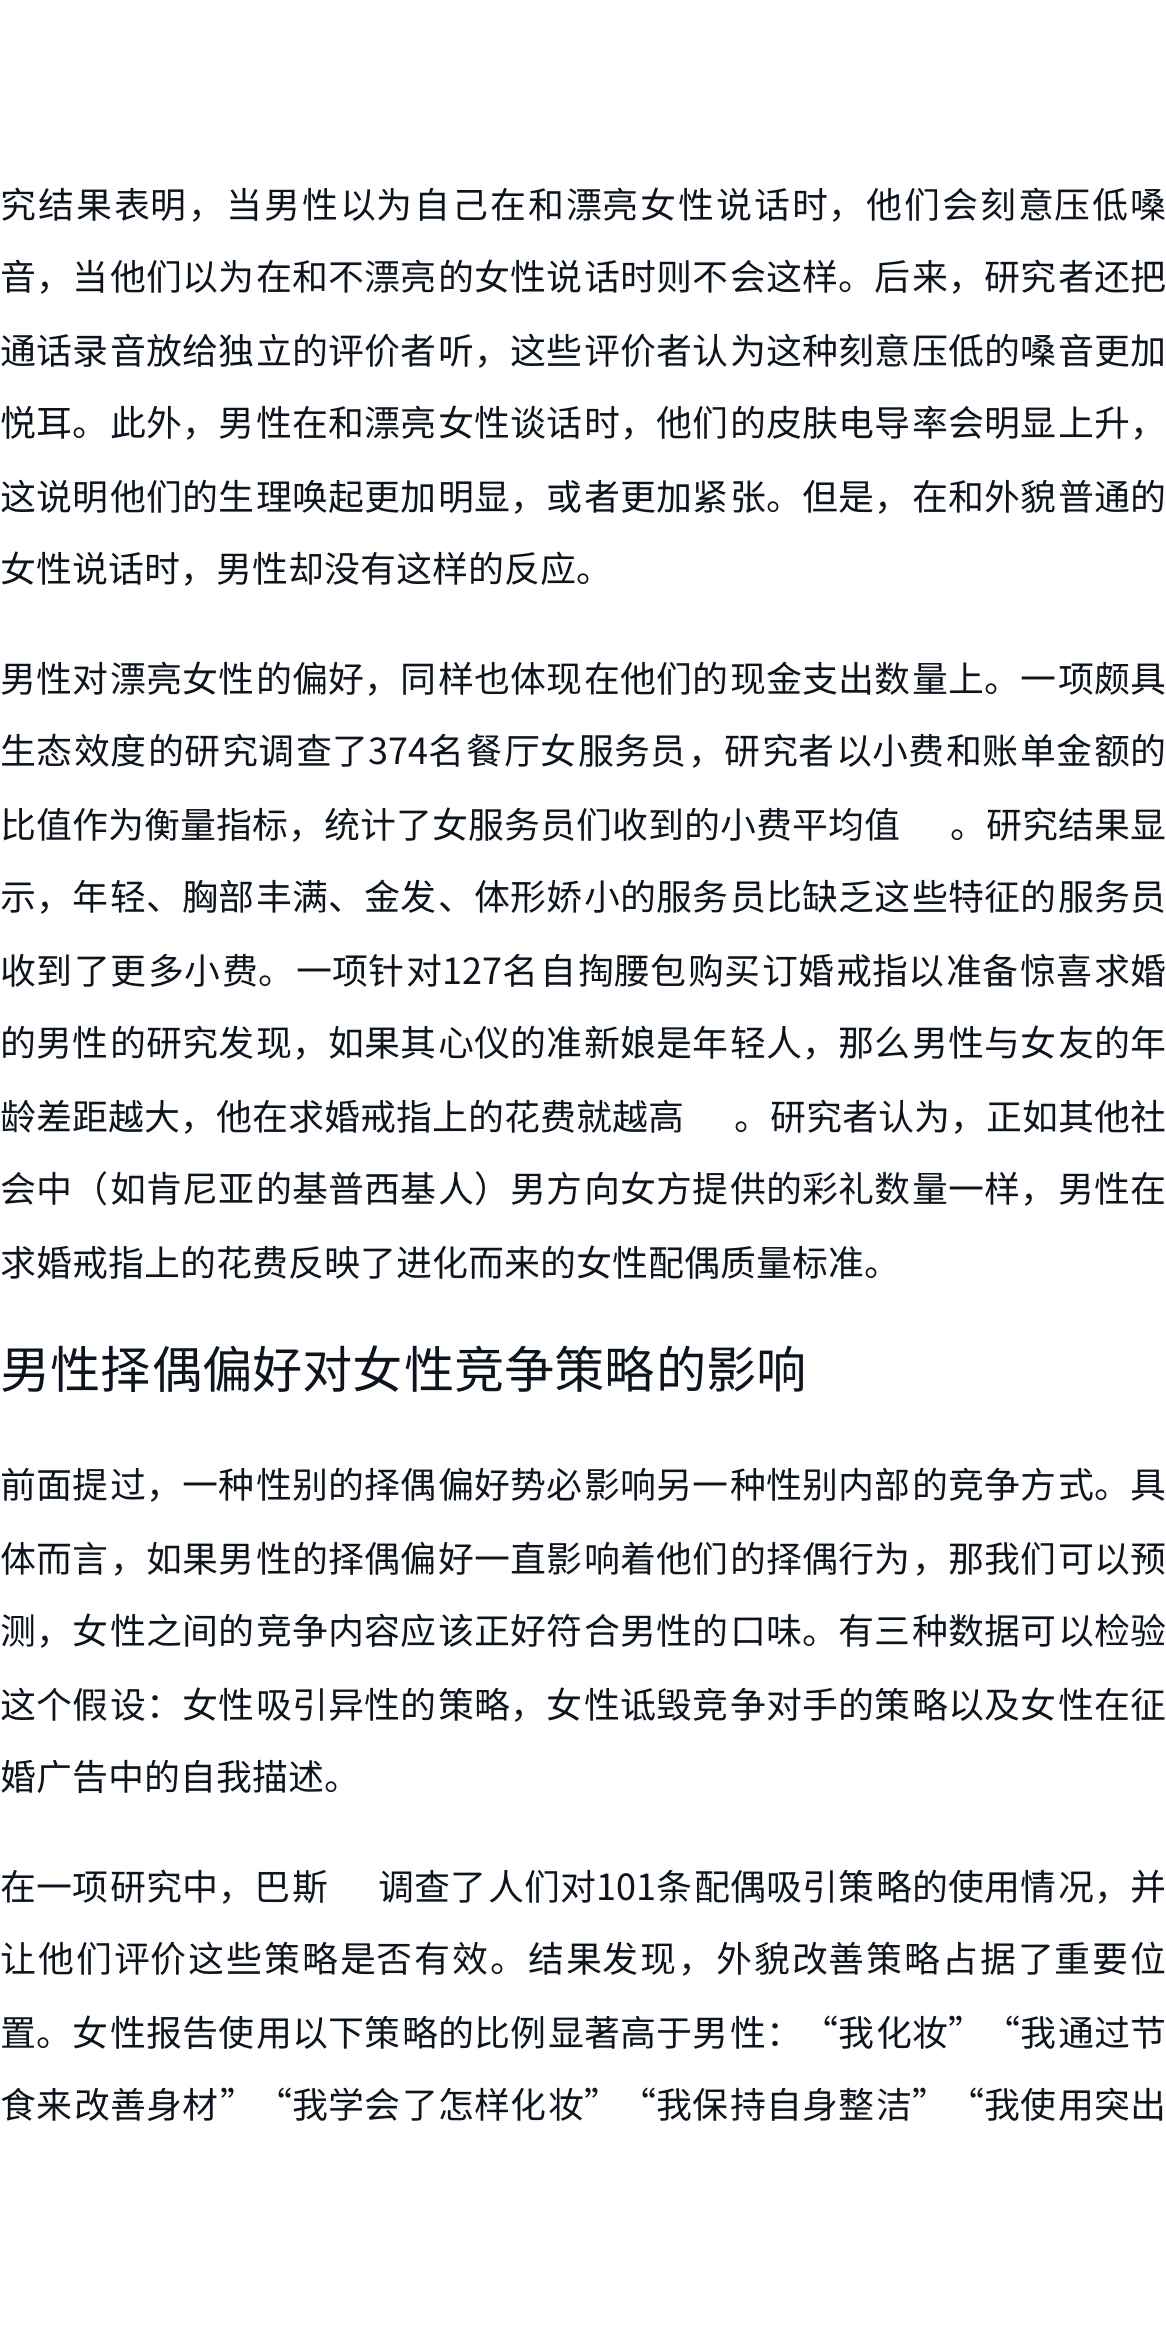 究结果表明，当男性以为自己在和漂亮女性说话时，他们会刻意压低嗓
音，当他们以为在和不漂亮的女性说话时则不会这样。后来，研究者还把
通话录音放给独立的评价者听，这些评价者认为这种刻意压低的嗓音更加
悦耳。此外，男性在和漂亮女性谈话时，他们的皮肤电导率会明显上升，
这说明他们的生理唤起更加明显，或者更加紧张。但是，在和外貌普通的
女性说话时，男性却没有这样的反应。
男性对漂亮女性的偏好，同样也体现在他们的现金支出数量上。一项颇具
生态效度的研究调查了374名餐厅女服务员，研究者以小费和账单金额的
比值作为衡量指标，统计了女服务员们收到的小费平均值 。研究结果显
示，年轻、胸部丰满、金发、体形娇小的服务员比缺乏这些特征的服务员
收到了更多小费。一项针对127名自掏腰包购买订婚戒指以准备惊喜求婚
的男性的研究发现，如果其心仪的准新娘是年轻人，那么男性与女友的年
龄差距越大，他在求婚戒指上的花费就越高 。研究者认为，正如其他社
会中（如肯尼亚的基普西基人）男方向女方提供的彩礼数量一样，男性在
求婚戒指上的花费反映了进化而来的女性配偶质量标准。
男性择偶偏好对女性竞争策略的影响
前面提过，一种性别的择偶偏好势必影响另一种性别内部的竞争方式。具
体而言，如果男性的择偶偏好一直影响着他们的择偶行为，那我们可以预
测，女性之间的竞争内容应该正好符合男性的口味。有三种数据可以检验
这个假设：女性吸引异性的策略，女性诋毁竞争对手的策略以及女性在征
婚广告中的自我描述。
在一项研究中，巴斯 调查了人们对101条配偶吸引策略的使用情况，并
让他们评价这些策略是否有效。结果发现，外貌改善策略占据了重要位
置。女性报告使用以下策略的比例显著高于男性：“我化妆”“我通过节
食来改善身材”“我学会了怎样化妆”“我保持自身整洁”“我使用突出